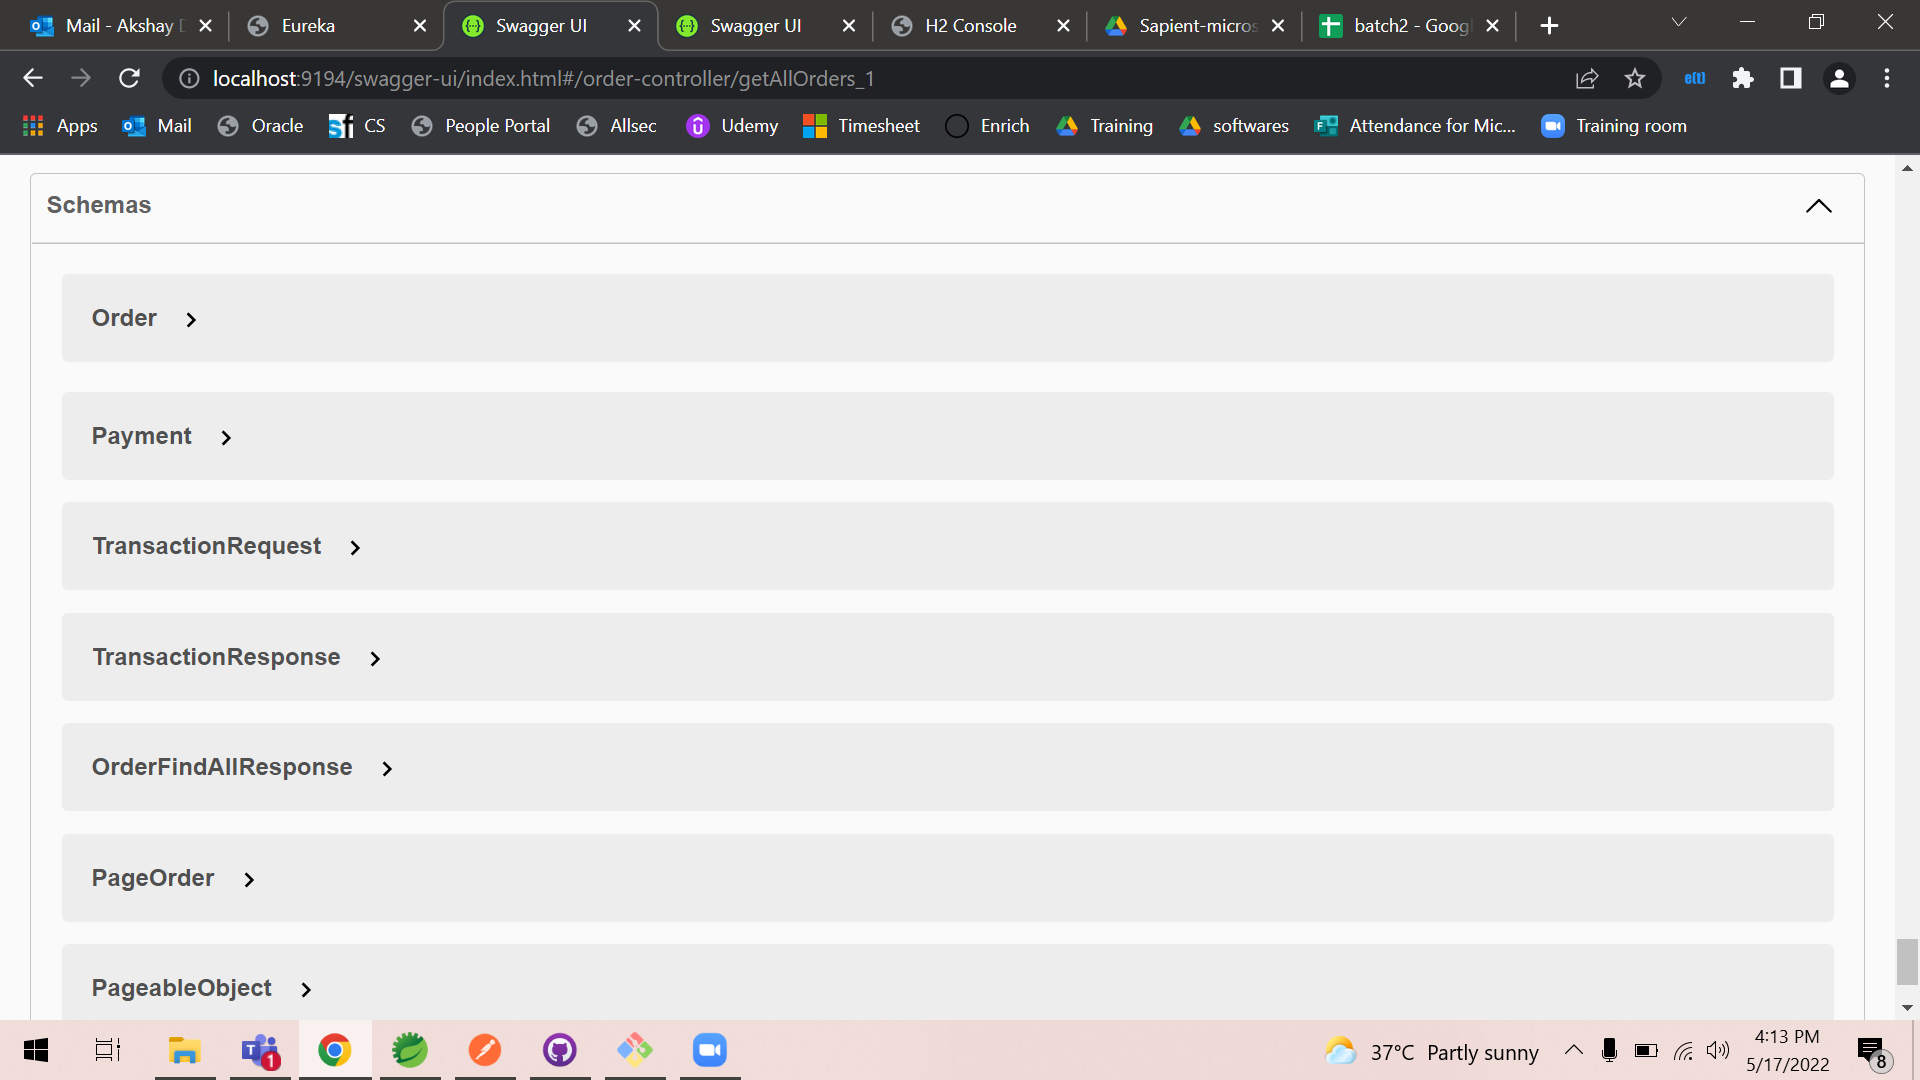 Mail - Akshay D
Eureka
Swagger UI
Swagger UI
H2 Console
Sapient-micros
batch2 - Googl
localhost:9194/swagger-ui/index.html#/order-controller/getAllOrders_1
e(t)
Apps
Mail
Oracle
CS
People Portal
Allsec
Udemy
Timesheet
Enrich
Training
softwares
Attendance for Mic...
Training room
Schemas
Order
Payment
TransactionRequest
TransactionResponse
OrderFindAllResponse
PageOrder
PageableObject
1
37°C Partly sunny
4:13 PM
5/17/2022
8